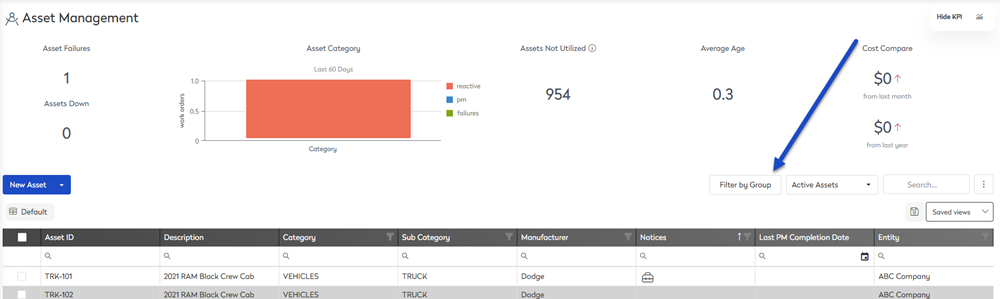 Asset Management
Hide KPI
Asset Failures
1
Assets Down
0
Asset Category
Last 60 Days
1.0
0.5
0
work orders
Category
reactive
pm
failures
Assets Not Utilized
954
Average Age
0.3
Cost Compare
$0
from last month
$0
from last year
New Asset
Filter by Group
Active Assets
Search...
Default
Saved views
Asset ID Description Category Sub Category Manufacturer Notices Last PM Completion Date Entity
TRK-101 2021 RAM Black Crew Cab VEHICLES TRUCK Dodge ABC Company
TRK-102 2021 RAM Black Crew Cab VEHICLES TRUCK Dodge ABC Company